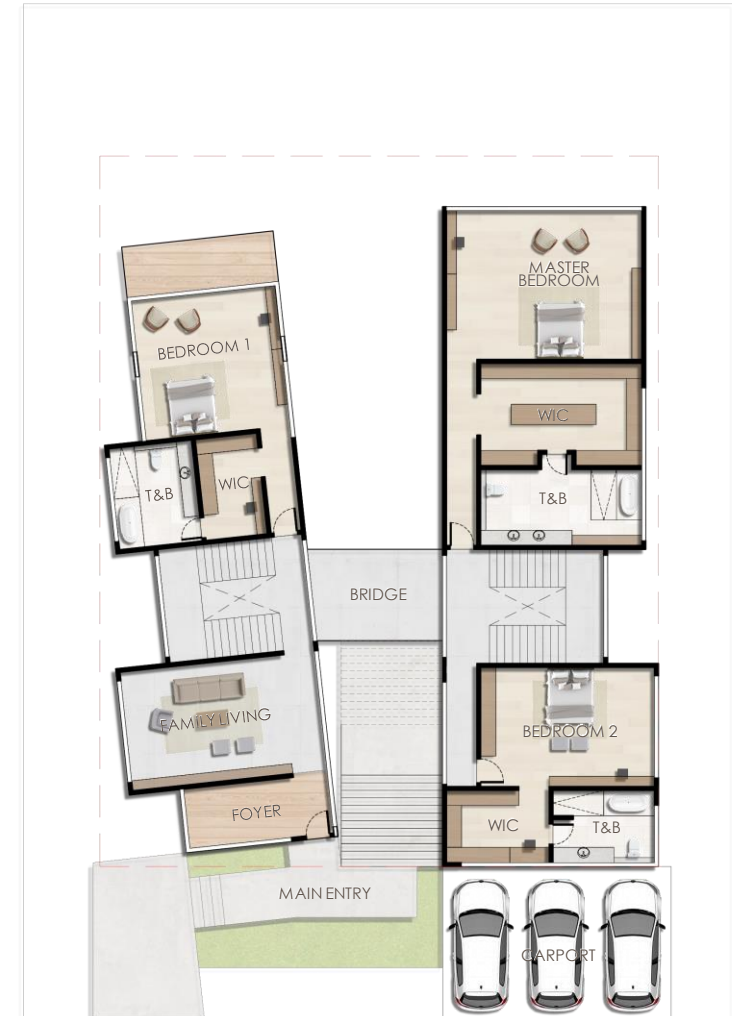 MASTER
BEDROOM
BEDROOM 1
WIC
WIC
T&B
T&B
BRIDGE
FAMILY LIVING
BEDROOM 2
FOYER
WIC
T&B
MAIN ENTRY
CARPORT